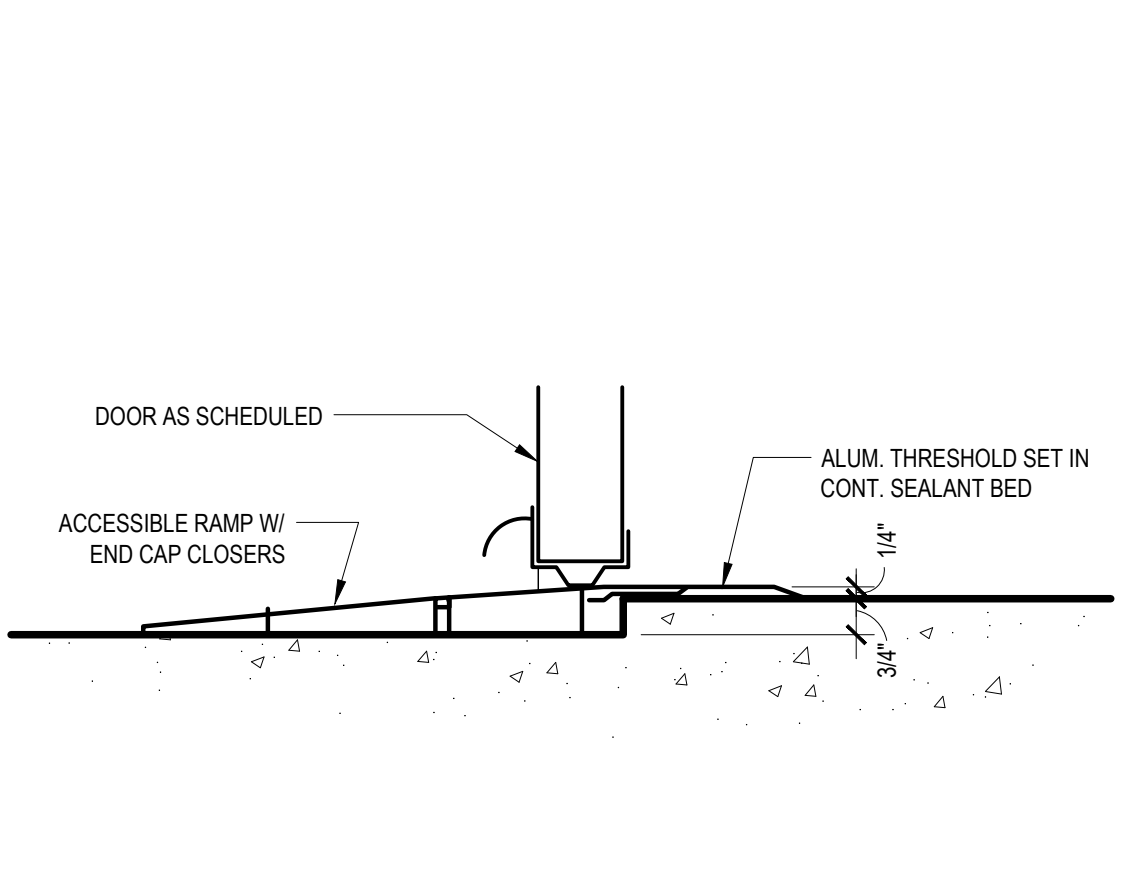 DOOR AS SCHEDULED
ALUM. THRESHOLD SET IN
CONT. SEALANT BED
ACCESSIBLE RAMP W/
END CAP CLOSERS
1/4"
3/4"